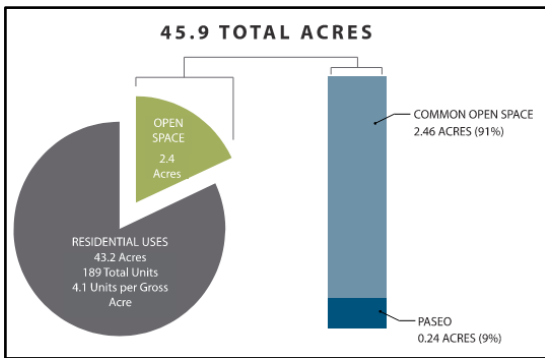 45.9 TOTAL ACRES
OPEN
SPACE
2.4
Acres
RESIDENTIAL USES
43.2 Acres
189 Total Units
4.1 Units per Gross
Acre
COMMON OPEN SPACE
2.46 ACRES (91%)
PASEO
0.24 ACRES (9%)